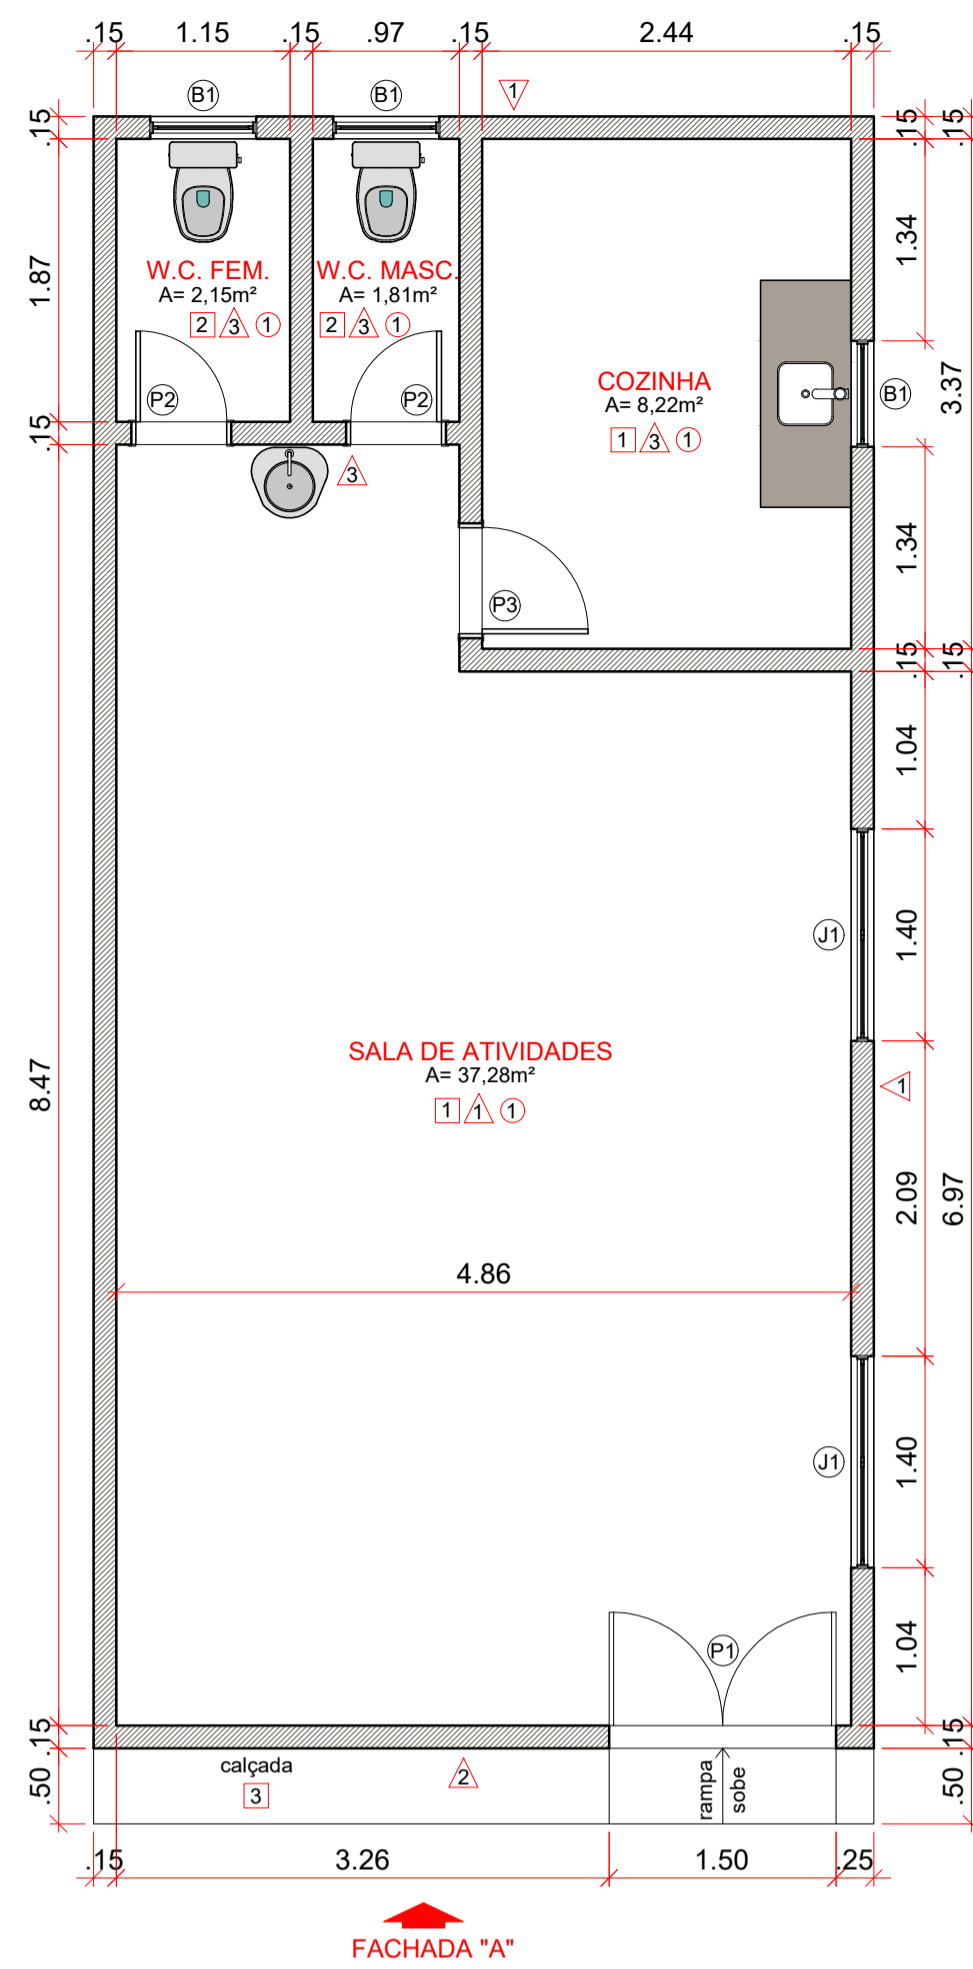 .15 1.15 .15 .97 .15 2.44 .15
B1 B1 1
.15 .15 .15
1.34
1.87
W.C. FEM. W.C. MASC.
A= 2,15m² A= 1,81m²
2 3 1 2 3 1
COZINHA
A= 8,22m²
1 3 1
P2 P2 B1 3.37
.15
3
1.34
P3
.15 .15
1.04
J1 1.40
SALA DE ATIVIDADES
A= 37,28m²
1 1 1
1
8.47
2.09 6.97
4.86
J1 1.40
P1 1.04
.15 .15
calçada
3
2
rampa
sobe
.50 .50
.15 3.26 1.50 .25
FACHADA "A"